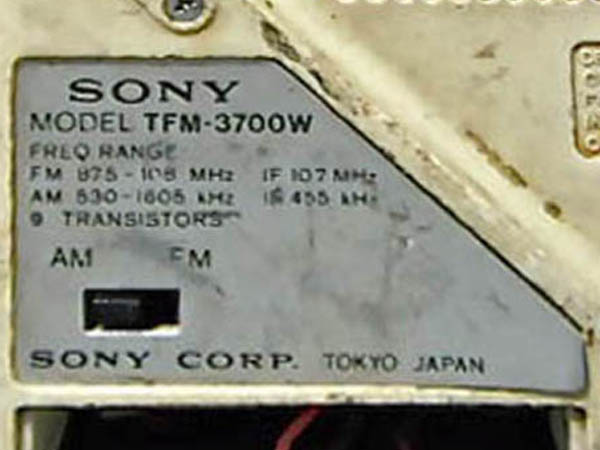 SONY
MODEL TFM-3700W
FREQ RANGE
FM 87.5-108 MHz IF 10.7 MHz
AM 530-1605 kHz IF 455 kHz
9 TRANSISTORS
AM FM
SONY CORP. TOKYO JAPAN